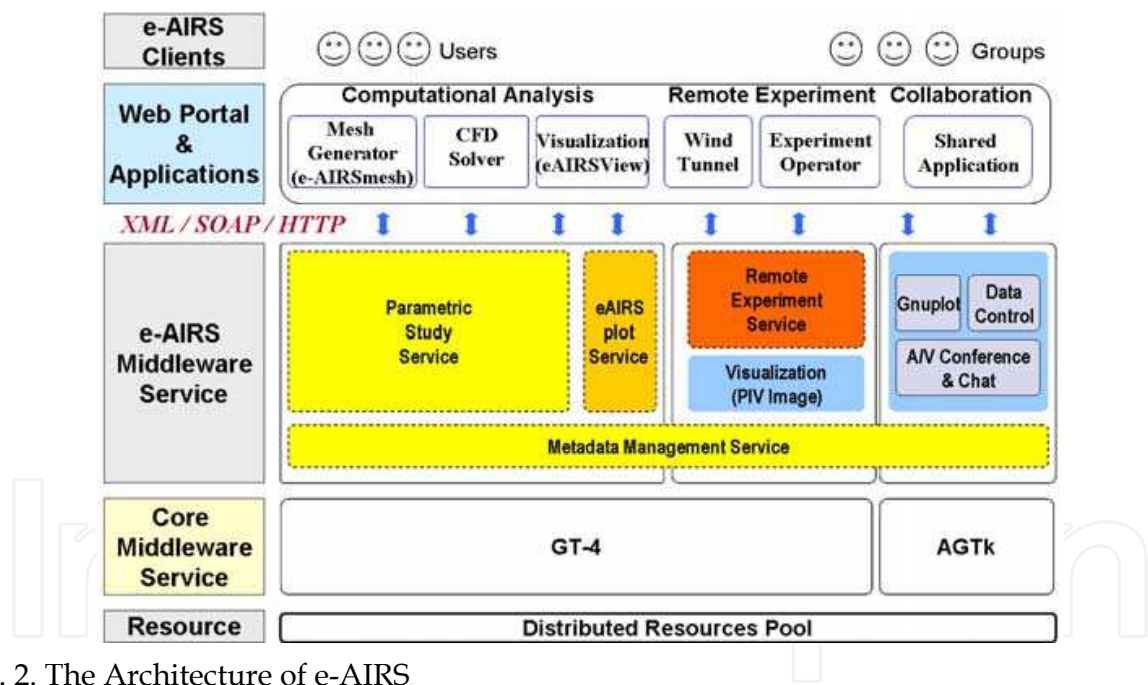 e-AIRS
Clients
Users
Groups
Web Portal
&
Applications
Computational Analysis
Remote Experiment
Collaboration
Mesh
Generator
(e-AIRSmesh)
CFD
Solver
Visualization
(eAIRSView)
Wind
Tunnel
Experiment
Operator
Shared
Application
XML / SOAP / HTTP
e-AIRS
Middleware
Service
Parametric
Study
Service
eAIRS
plot
Service
Remote
Experiment
Service
Visualization
(PIV Image)
Gnuplot
Data
Control
A/V Conference
& Chat
Metadata Management Service
Core
Middleware
Service
GT-4
AGTk
Resource
Distributed Resources Pool
. 2. The Architecture of e-AIRS